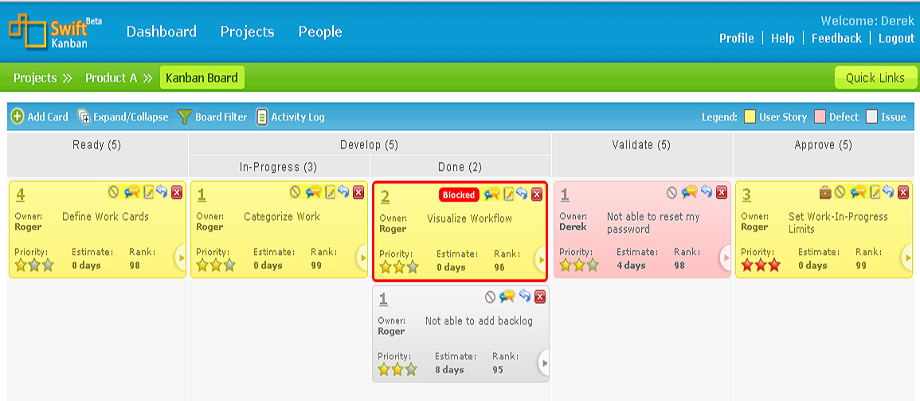 Swift Beta
Kanban
Dashboard Projects People
Welcome: Derek
Profile | Help | Feedback | Logout
Projects » Product A » Kanban Board
Quick Links
Add Card Expand/Collapse Board Filter Activity Log
Legend: User Story Defect Issue
Ready (5) Develop (5) Validate (5) Approve (5)
In-Progress (3) Done (2)
4
Owner: Define Work Cards
Roger
Priority: Estimate: Rank:
0 days 98
1
Owner: Categorize Work
Roger
Priority: Estimate: Rank:
0 days 99
2 Blocked
Owner: Visualize Workflow
Roger
Priority: Estimate: Rank:
0 days 96
1
Owner: Not able to add backlog
Roger
Priority: Estimate: Rank:
8 days 95
1
Owner: Not able to reset my
Derek password
Priority: Estimate: Rank:
4 days 98
3
Owner: Set Work-In-Progress
Roger Limits
Priority: Estimate: Rank:
0 days 99